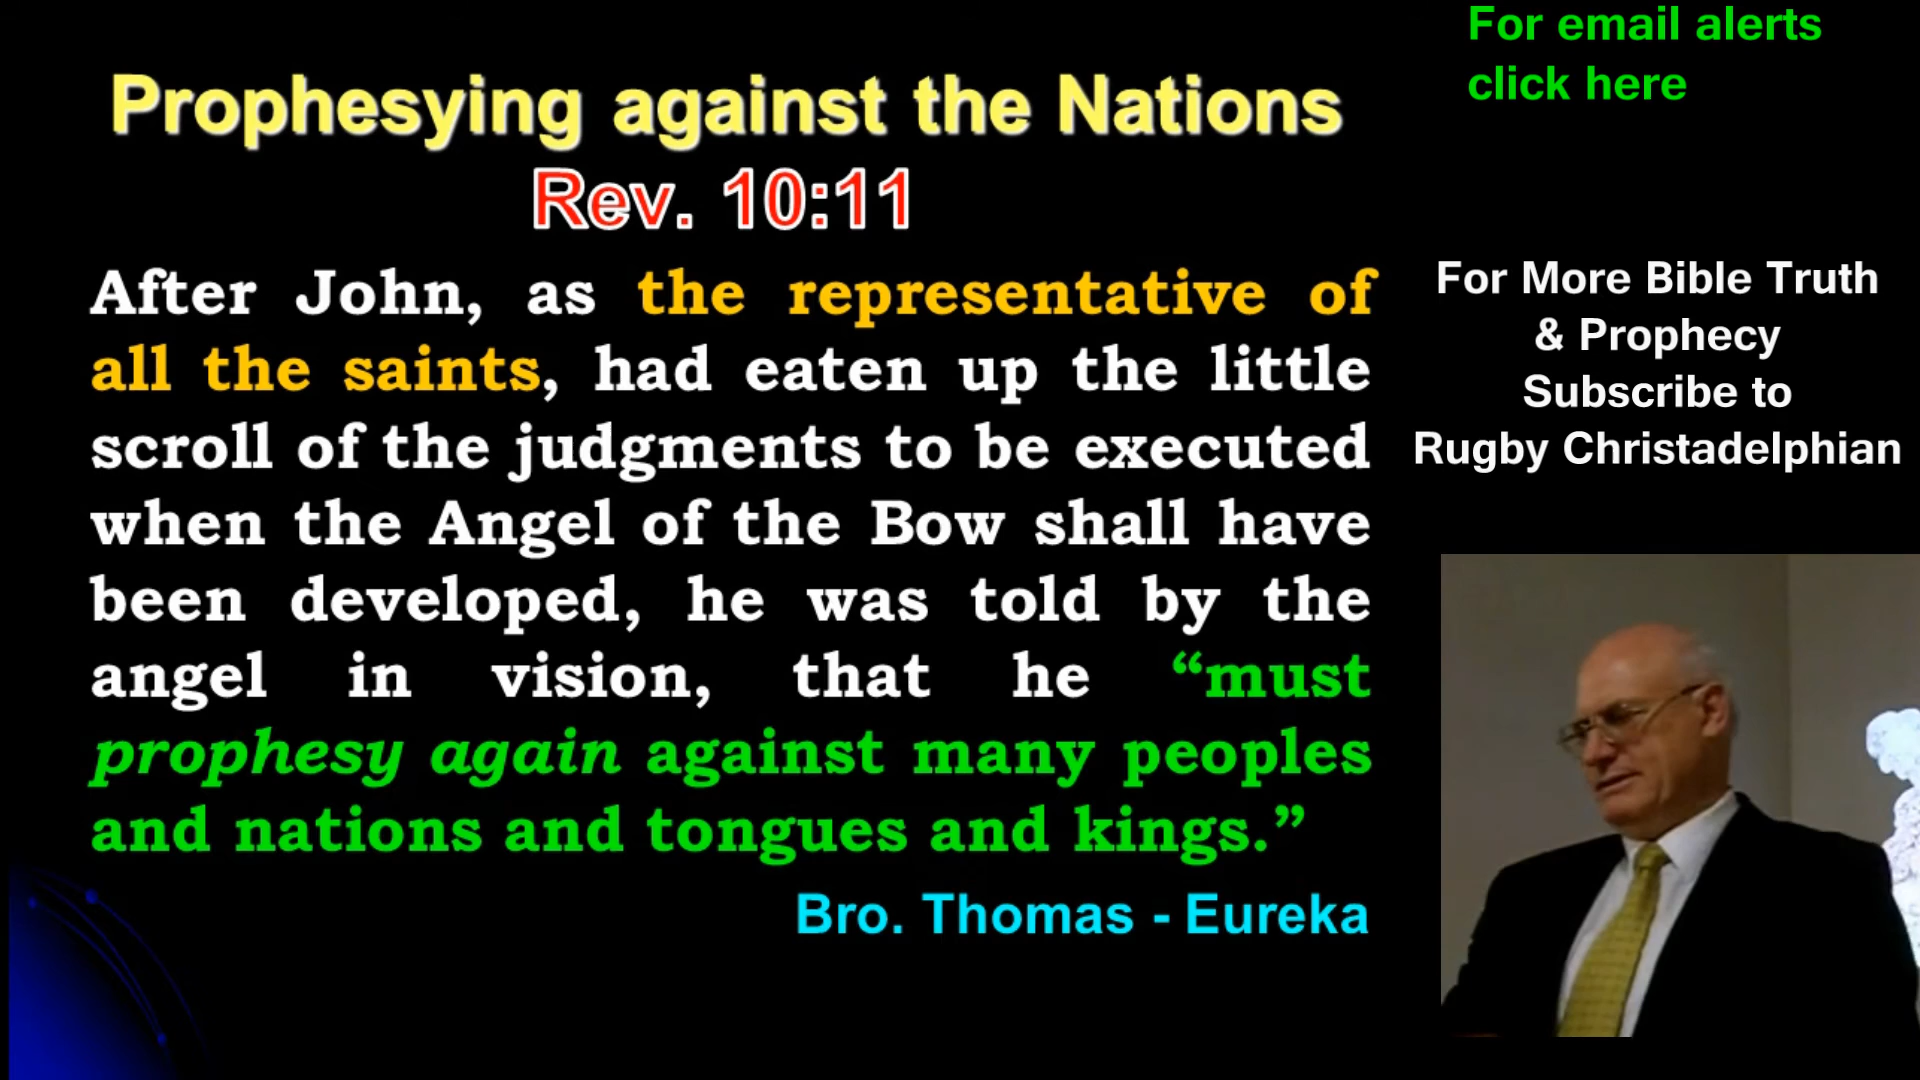 Prophesying against the Nations
Rev. 10:11
After John, as the representative of
all the saints, had eaten up the little
scroll of the judgments to be executed
when the Angel of the Bow shall have
been developed, he was told by the
angel in vision, that he “must
prophesy again against many peoples
and nations and tongues and kings.”
Bro. Thomas - Eureka
For email alerts
click here
For More Bible Truth
& Prophecy
Subscribe to
Rugby Christadelphian